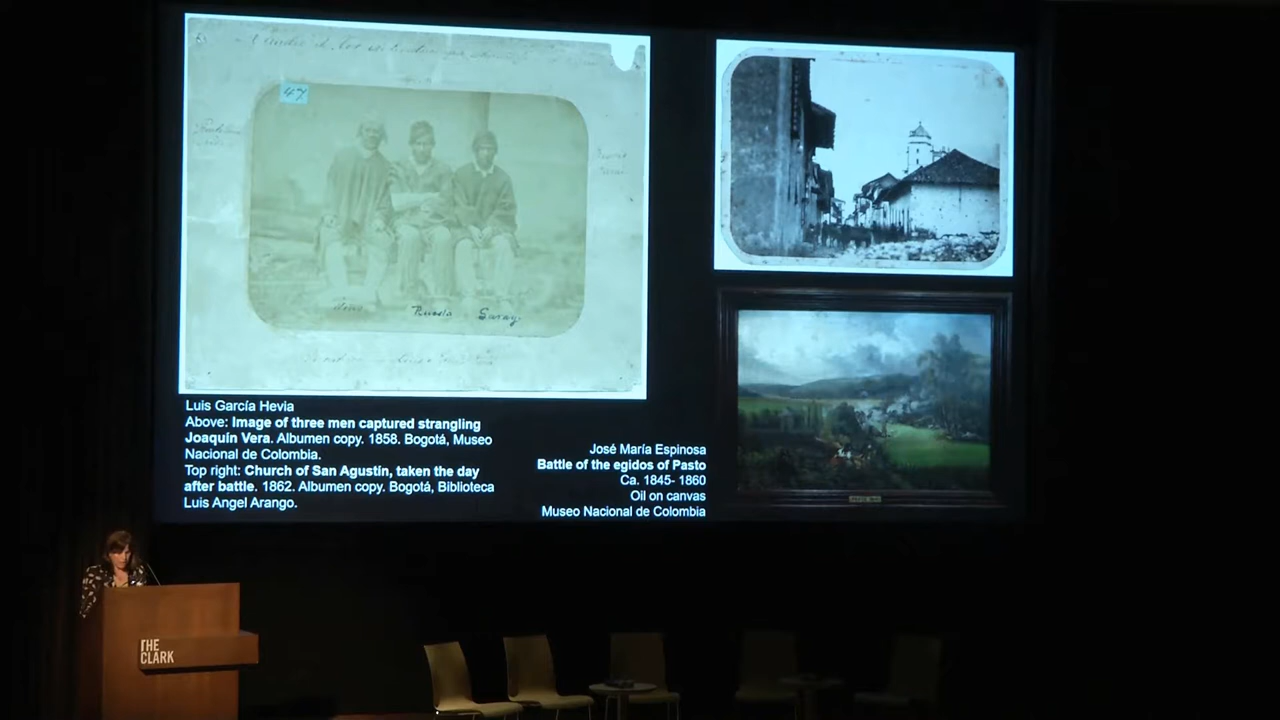 47
Garay.
Luis García Hevia
Above: Image of three men captured strangling
Joaquín Vera. Albumen copy. 1858. Bogotá, Museo
Nacional de Colombia.
Top right: Church of San Agustín, taken the day
after battle. 1862. Albumen copy. Bogotá, Biblioteca
Luis Angel Arango.
José María Espinosa
Battle of the egidos of Pasto
Ca. 1845- 1860
Oil on canvas
Museo Nacional de Colombia
THE
CLARK